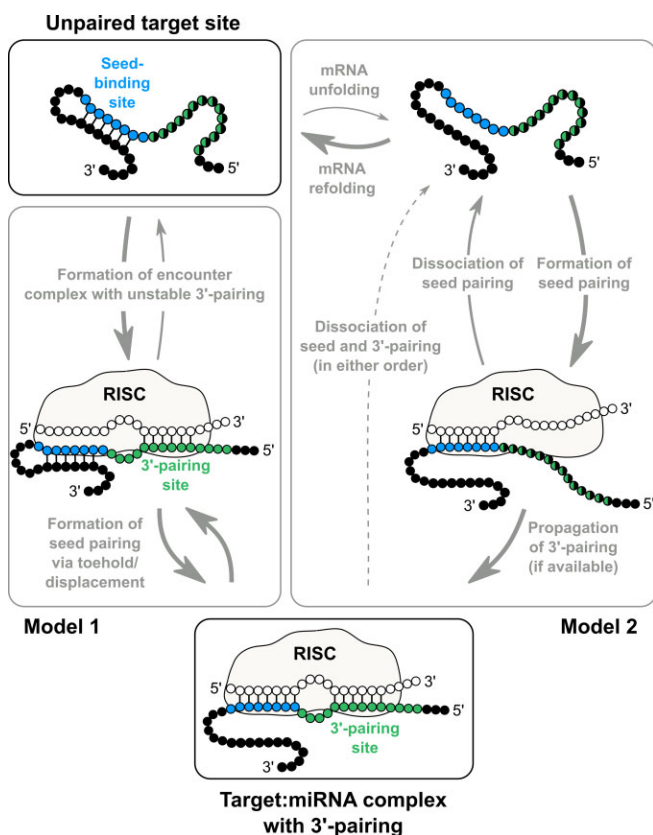 Unpaired target site
Seed-
binding
site
3'
5'
mRNA
unfolding
mRNA
refolding
3'
5'
Formation of encounter
complex with unstable 3'-pairing
RISC
5'
3'
5'
3'-pairing
site
3'
Formation of
seed pairing
via toehold/
displacement
Model 1
Dissociation of
seed pairing
Formation of
seed pairing
Dissociation of
seed and 3'-pairing
(in either order)
RISC
5'
3'
3'
5'
Propagation
of 3'-pairing
(if available)
Model 2
RISC
5'
3'
5'
3'-pairing
site
3'
Target:miRNA complex
with 3'-pairing